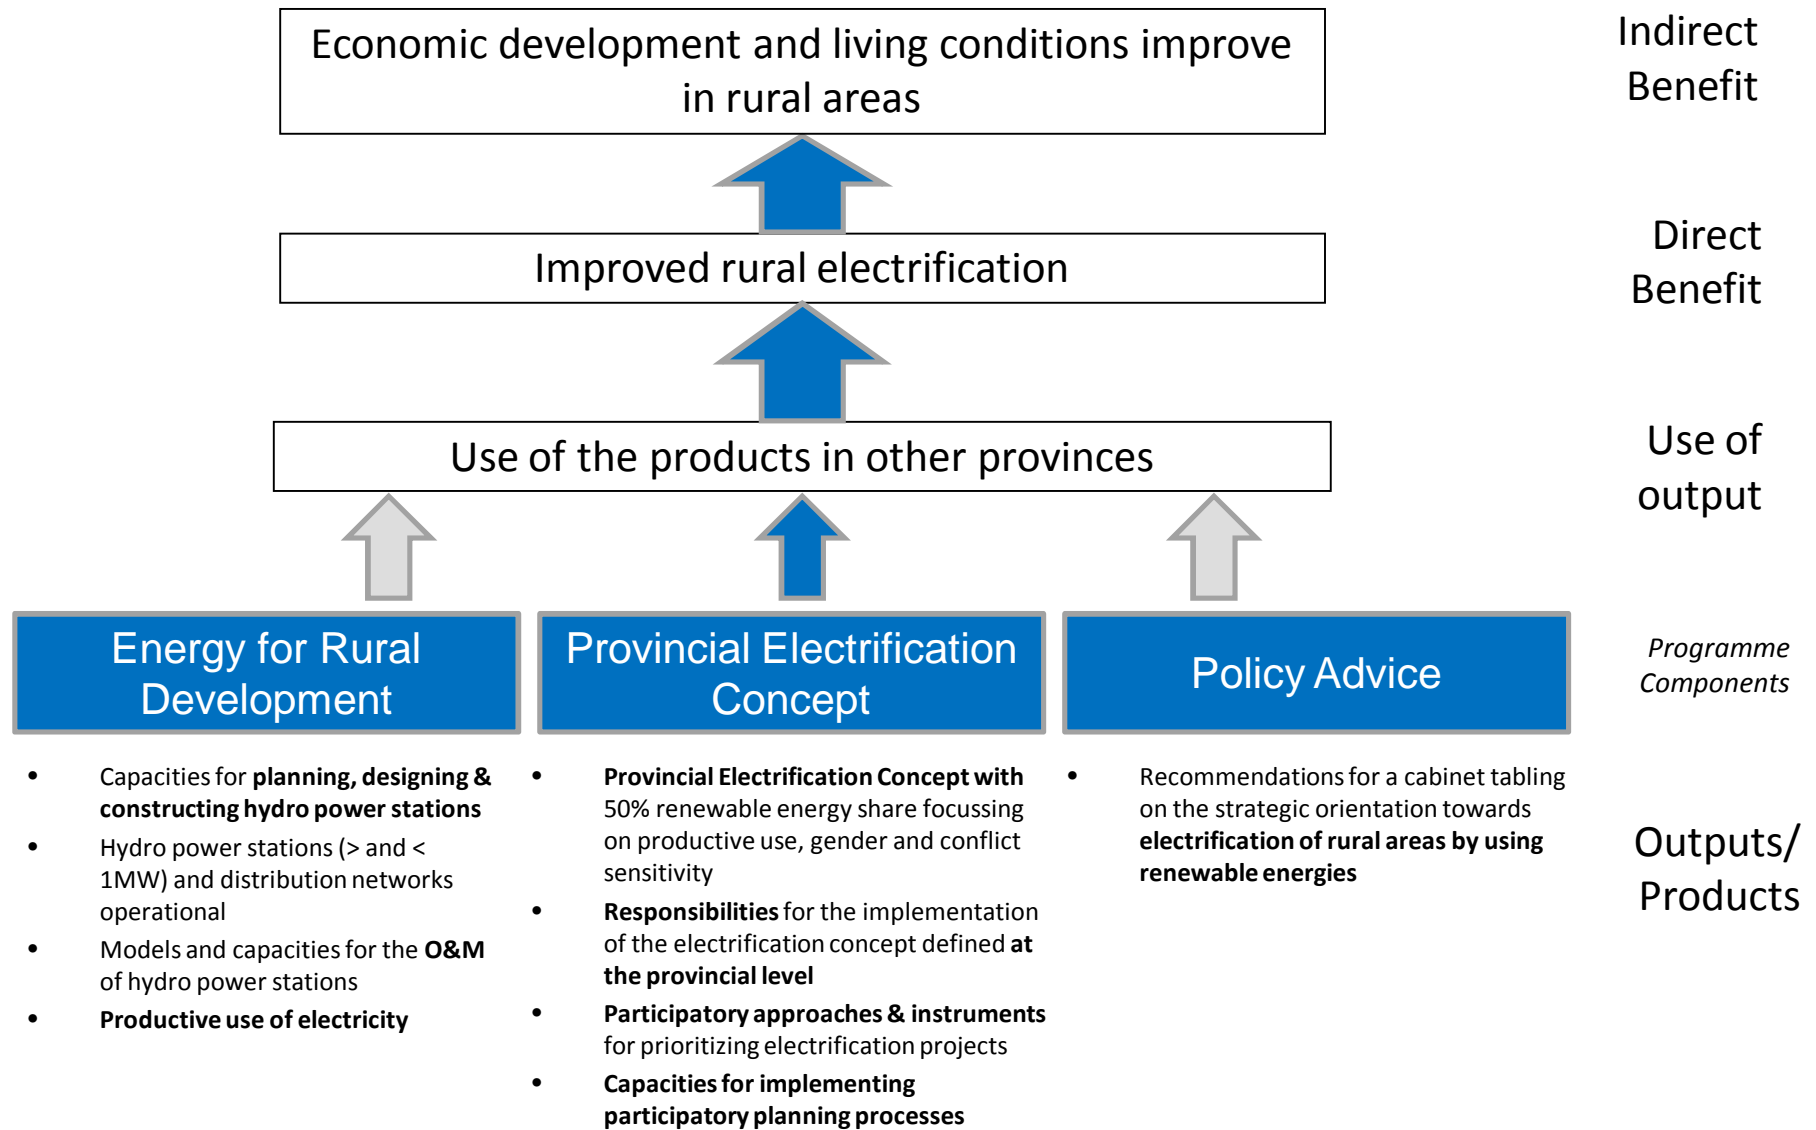 Economic development and living conditions improve
in rural areas
Indirect
Benefit
Improved rural electrification
Direct
Benefit
Use of the products in other provinces
Use of
output
Energy for Rural
Development
Provincial Electrification
Concept
Policy Advice
Programme
Components
• Capacities for planning, designing &
constructing hydro power stations
• Hydro power stations (> and <
1MW) and distribution networks
operational
• Models and capacities for the O&M
of hydro power stations
• Productive use of electricity
• Provincial Electrification Concept with
50% renewable energy share focussing
on productive use, gender and conflict
sensitivity
• Responsibilities for the implementation
of the electrification concept defined at
the provincial level
• Participatory approaches & instruments
for prioritizing electrification projects
• Capacities for implementing
participatory planning processes
• Recommendations for a cabinet tabling
on the strategic orientation towards
electrification of rural areas by using
renewable energies
Outputs/
Products